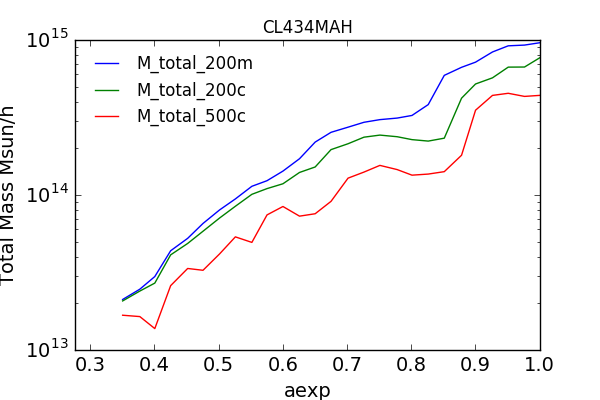 CL434MAH
10^15
M_total_200m
M_total_200c
M_total_500c
Total Mass Msun/h
10^14
10^13
0.3 0.4 0.5 0.6 0.7 0.8 0.9 1.0
aexp